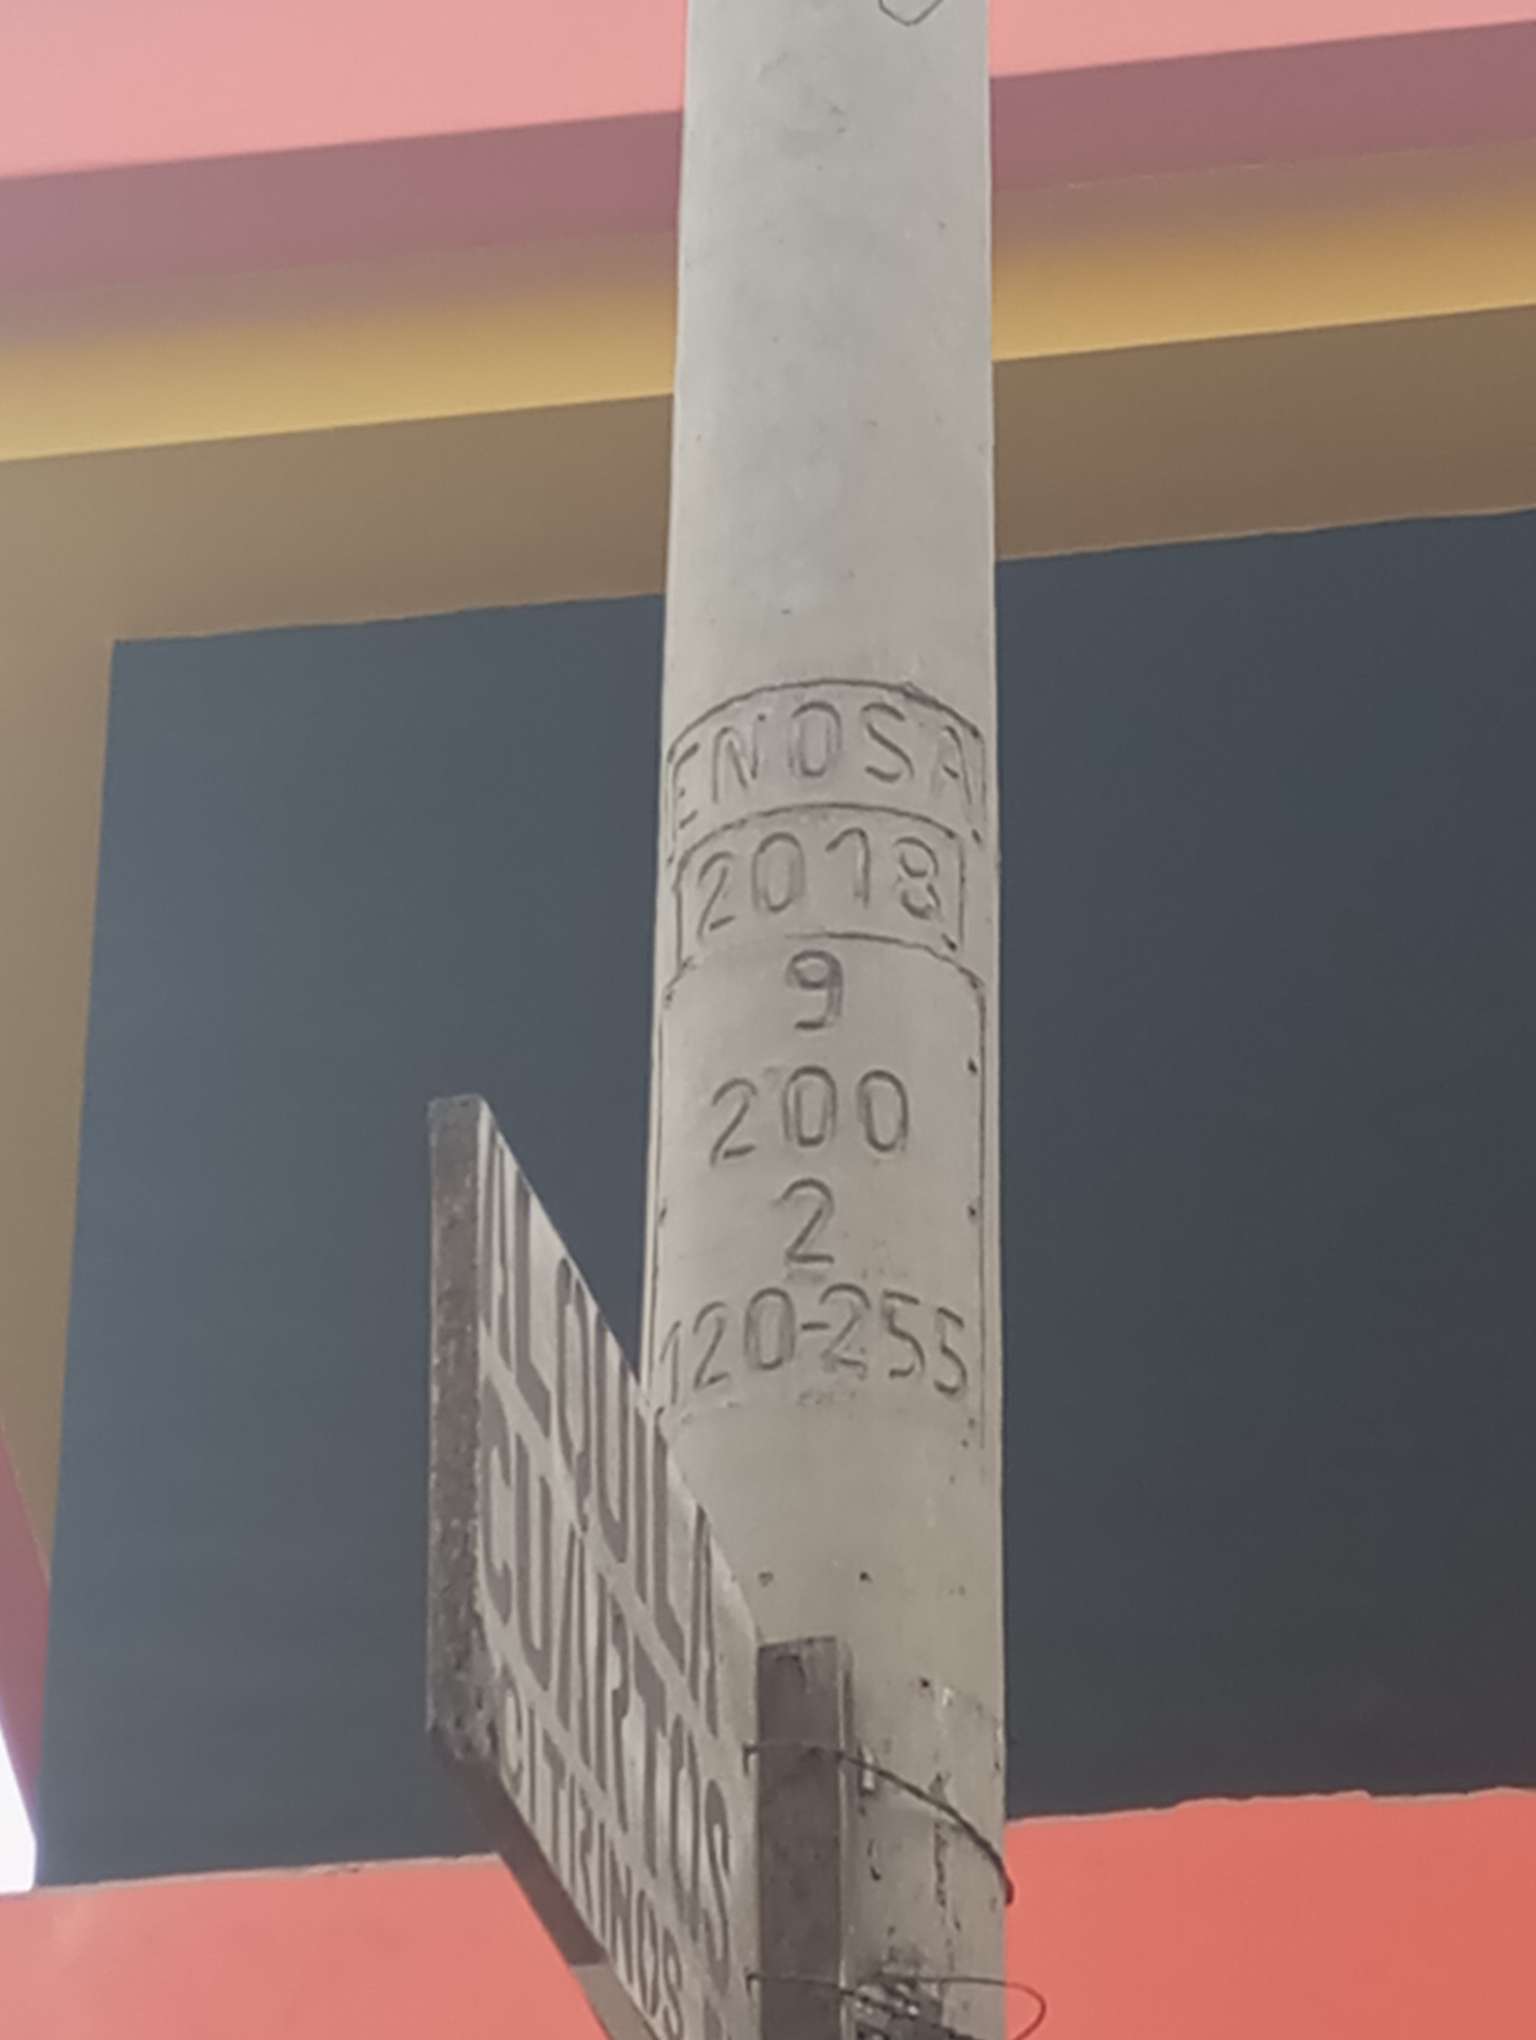 ENOSA
2018
9
200
2
120-255
ALQUILA
CUARTOS
CITRINOS